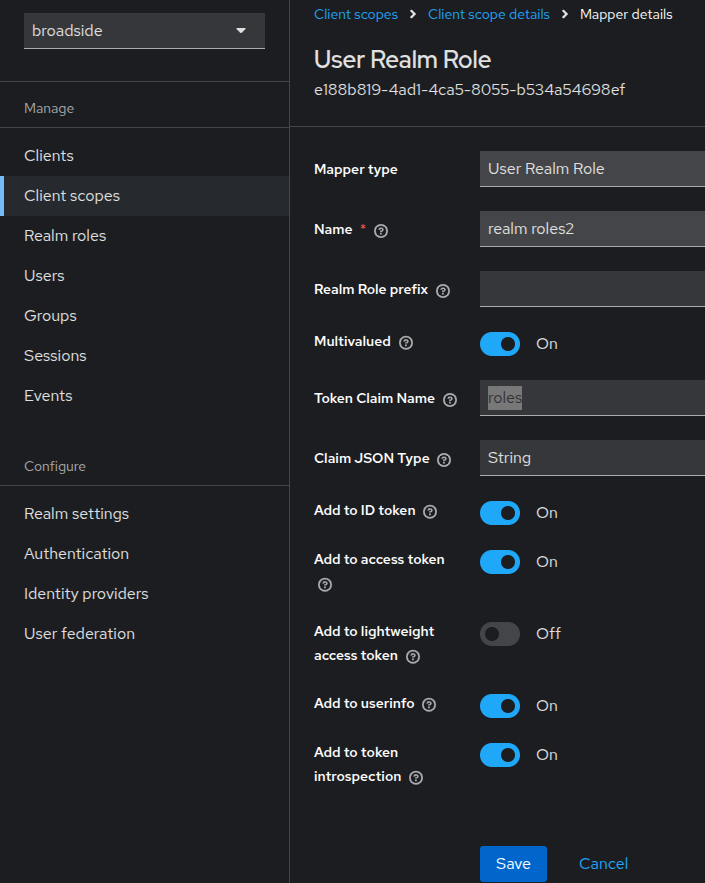 broadside
Manage
Clients
Client scopes
Realm roles
Users
Groups
Sessions
Events
Configure
Realm settings
Authentication
Identity providers
User federation
Client scopes > Client scope details > Mapper details
User Realm Role
e188b819-4ad1-4ca5-8055-b534a54698ef
Mapper type User Realm Role
Name * realm roles2
Realm Role prefix
Multivalued On
Token Claim Name roles
Claim JSON Type String
Add to ID token On
Add to access token On
Add to lightweight
access token Off
Add to userinfo On
Add to token
introspection On
Save Cancel